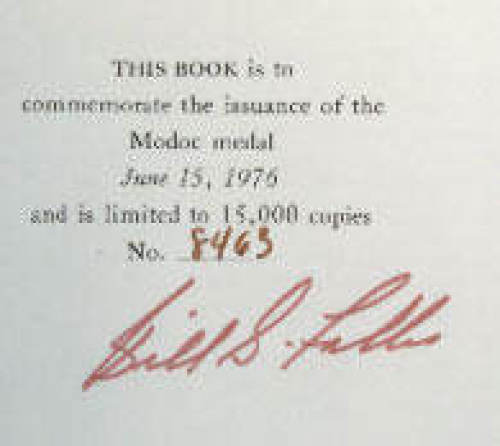 THIS BOOK is to
commemorate the issuance of the
Modoc medal
June 15, 1976
and is limited to 15,000 copies
No. 8463
Bill S.